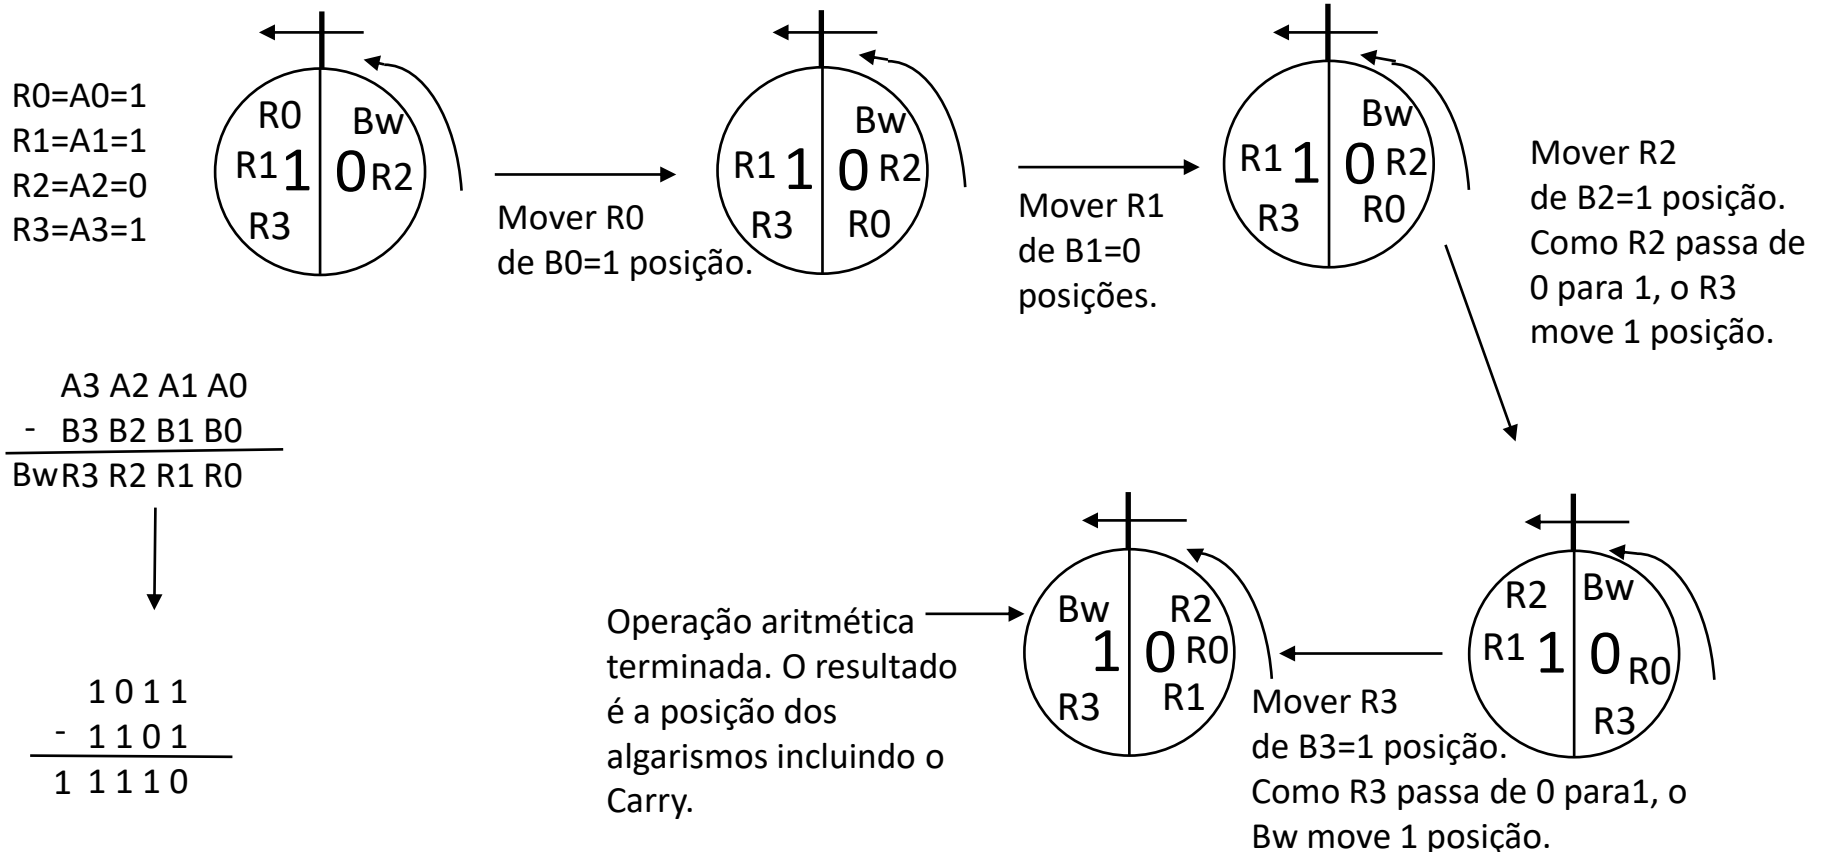 R0=A0=1
R1=A1=1
R2=A2=0
R3=A3=1
R0 Bw
R1 1 0 R2
R3
Mover R0
de B0=1 posição.
Bw
R1 1 0 R2
R3 R0
Mover R1
de B1=0
posições.
Bw
R1 1 0 R2
R3 R0
Mover R2
de B2=1 posição.
Como R2 passa de
0 para 1, o R3
move 1 posição.
A3 A2 A1 A0
- B3 B2 B1 B0
BwR3 R2 R1 R0
1 0 1 1
- 1 1 0 1
1 1 1 1 0
R2 Bw
R1 1 0 R0
R3
Mover R3
de B3=1 posição.
Como R3 passa de 0 para1, o
Bw move 1 posição.
Bw R2
1 0 R0
R3 R1
Operação aritmética
terminada. O resultado
é a posição dos
algarismos incluindo o
Carry.